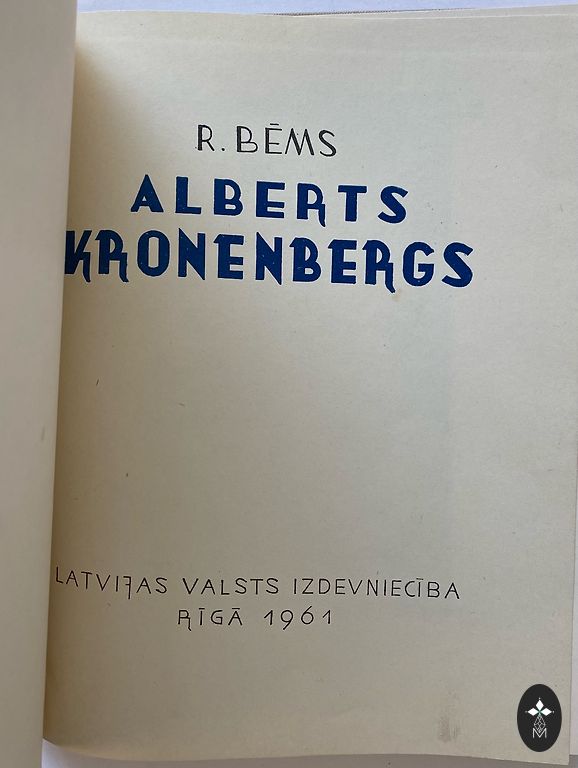 R. BĒMS
ALBERTS
KRONENBERGS
LATVIJAS VALSTS IZDEVNIECĪBA
RĪGĀ 1961
M